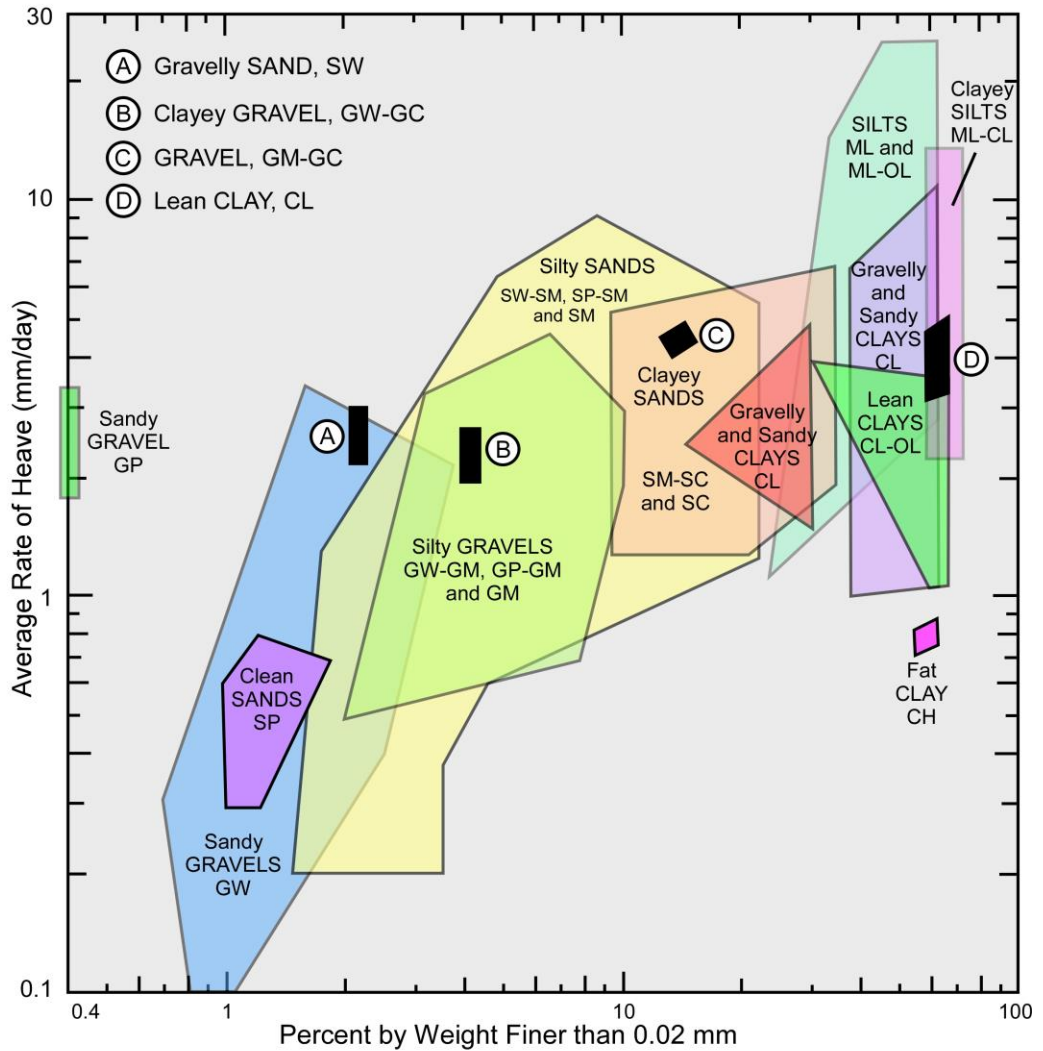 30
10
1
0.1
Average Rate of Heave (mm/day)
A Gravelly SAND, SW
B Clayey GRAVEL, GW-GC
C GRAVEL, GM-GC
D Lean CLAY, CL
Clayey
SILTS
ML-CL
SILTS
ML and
ML-OL
Silty SANDS
SW-SM, SP-SM
and SM
Gravelly
and
Sandy
CLAYS
CL
C
D
Clayey
SANDS
Sandy
GRAVEL
GP
A
B
Gravelly
and Sandy
CLAYS
CL
Lean
CLAYS
CL-OL
SM-SC
and SC
Silty GRAVELS
GW-GM, GP-GM
and GM
Clean
SANDS
SP
Fat
CLAY
CH
Sandy
GRAVELS
GW
0.4
1
10
100
Percent by Weight Finer than 0.02 mm